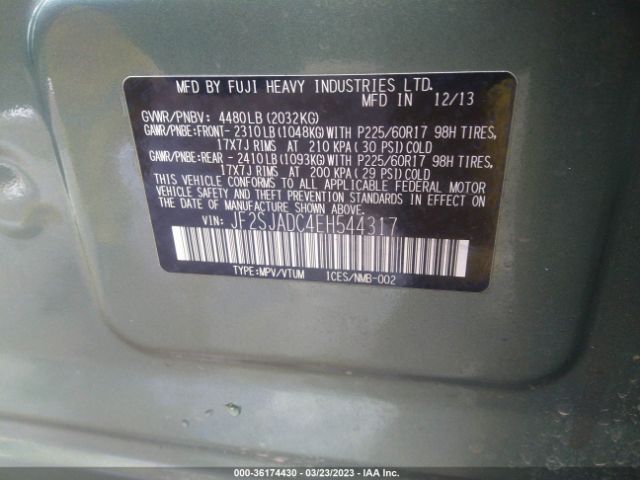 MFD BY FUJI HEAVY INDUSTRIES LTD.
MFD IN 12/13
GVWR/PNBV: 4480LB(2032KG)
GAWR/PNBE:FRONT-2310LB(1048KG)WITH P225/60R17 98H TIRES,
17X7J RIMS AT 210 KPA(30 PSI)COLD
GAWR/PNBE:REAR -2410LB(1093KG)WITH P225/60R17 98H TIRES,
17X7J RIMS AT 200 KPA(29 PSI)COLD
THIS VEHICLE CONFORMS TO ALL APPLICABLE FEDERAL MOTOR
VEHICLE SAFETY AND THEFT PREVENTION STANDARDS IN EFFECT ON
THE DATE OF MANUFACTURE SHOWN ABOVE.
VIN: JF2SJADC4EH544317
TYPE:MPV/VTUM ICES/NMB-002
000-36174430 - 03/23/2023 - IAA Inc.